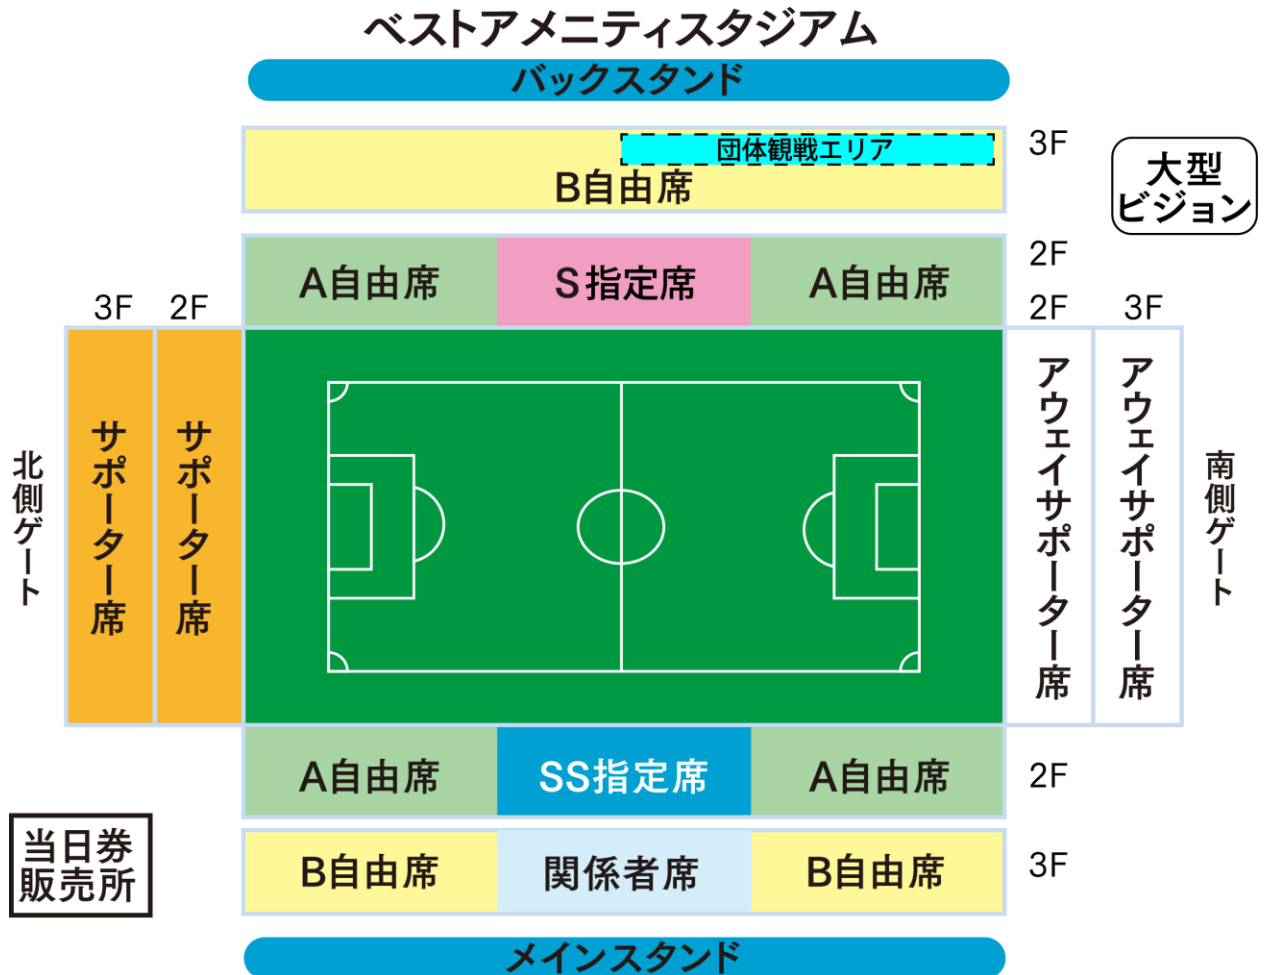 ベストアメニティスタジアム
バックスタンド
団体観戦エリア
3F
B自由席
大型
ビジョン
A自由席
S指定席
A自由席
2F
3F
2F
2F
3F
北側ゲート
サポーター席
サポーター席
アウェイサポーター席
アウェイサポーター席
南側ゲート
A自由席
SS指定席
A自由席
2F
当日券
販売所
B自由席
関係者席
B自由席
3F
メインスタンド